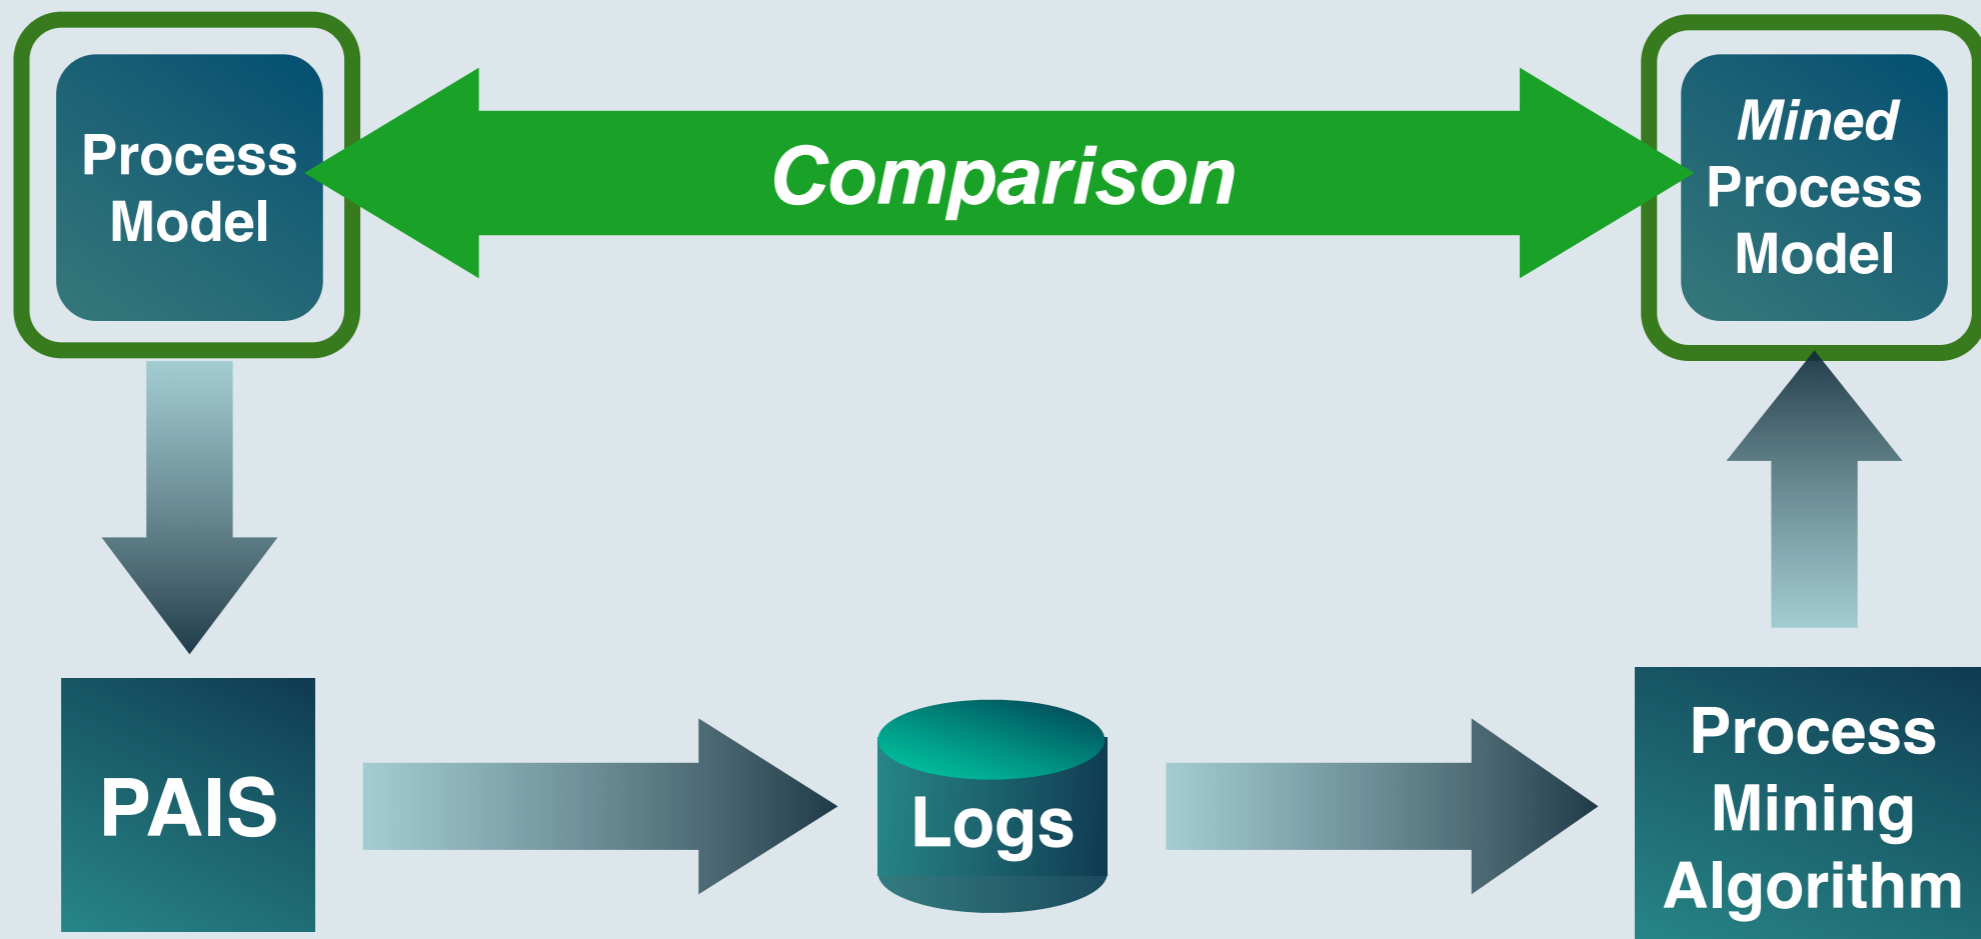 Process
Model
Comparison
Mined
Process
Model
PAIS
Logs
Process
Mining
Algorithm